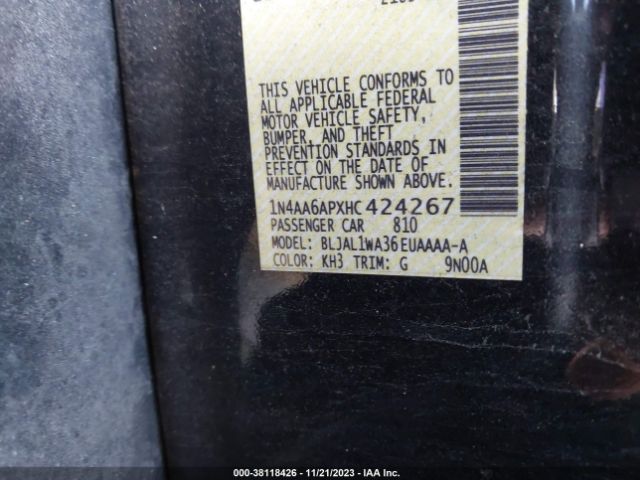 THIS VEHICLE CONFORMS TO
ALL APPLICABLE FEDERAL
MOTOR VEHICLE SAFETY,
BUMPER, AND THEFT
PREVENTION STANDARDS IN
EFFECT ON THE DATE OF
MANUFACTURE SHOWN ABOVE.
1N4AA6APXHC424267
PASSENGER CAR 810
MODEL: BLJAL1WA36EUAAAA-A
COLOR: KH3 TRIM: G 9N00A
000-38118426 - 11/21/2023 - IAA Inc.